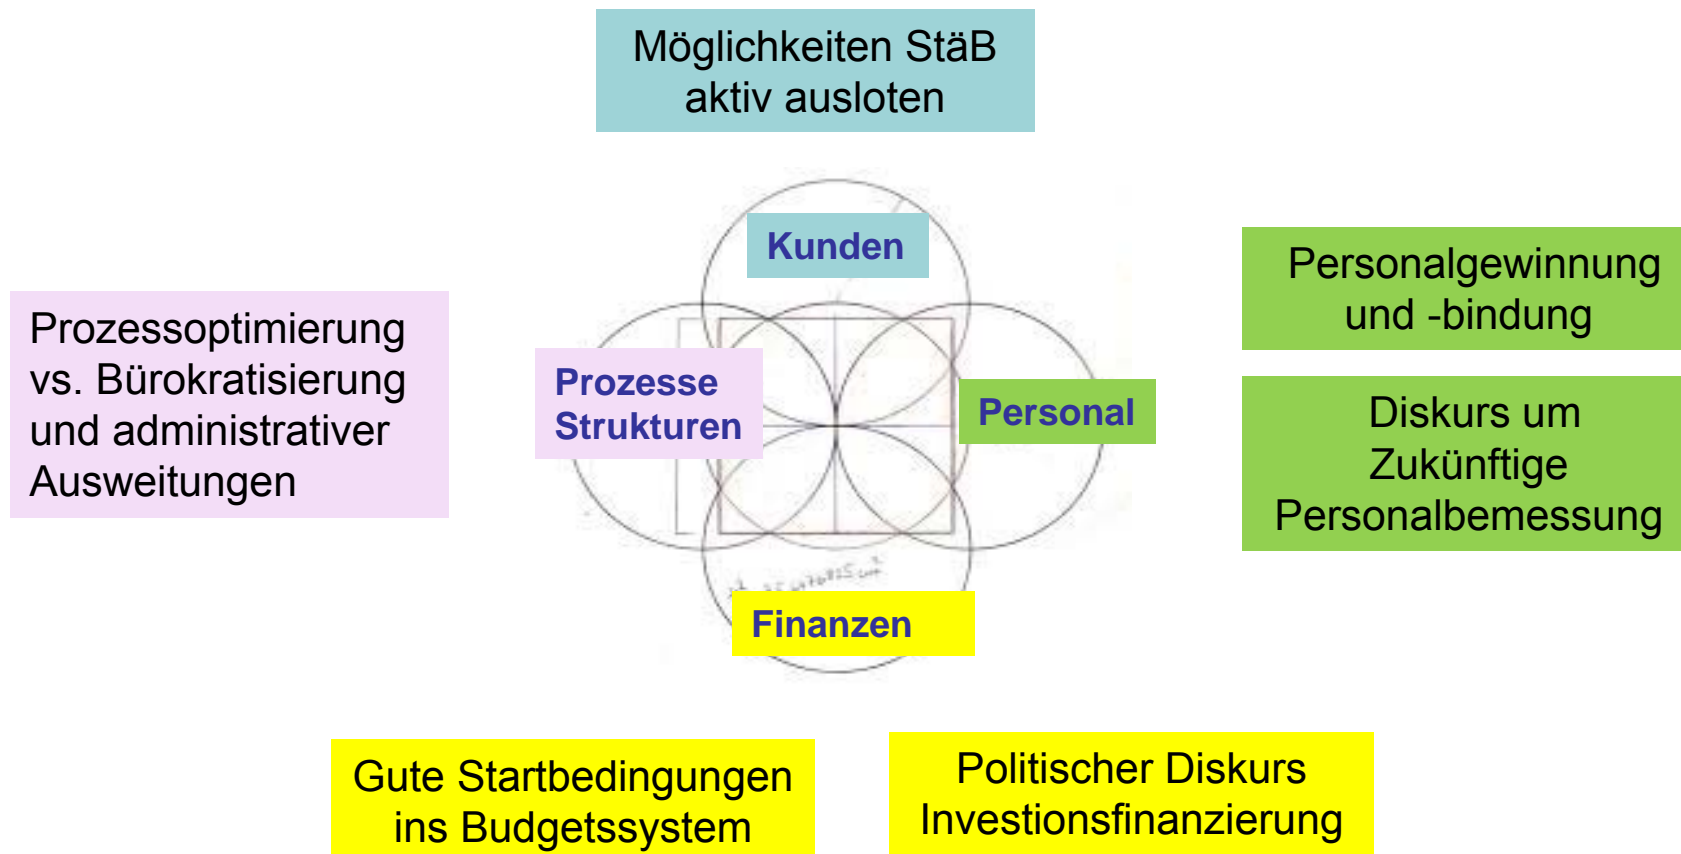 Möglichkeiten StäB
aktiv ausloten
Kunden
Personalgewinnung
und -bindung
Prozessoptimierung
vs. Bürokratisierung
und administrativer
Ausweitungen
Prozesse
Strukturen
Personal
Diskurs um
Zukünftige
Personalbemessung
Finanzen
Gute Startbedingungen
ins Budgetssystem
Politischer Diskurs
Investionsfinanzierung